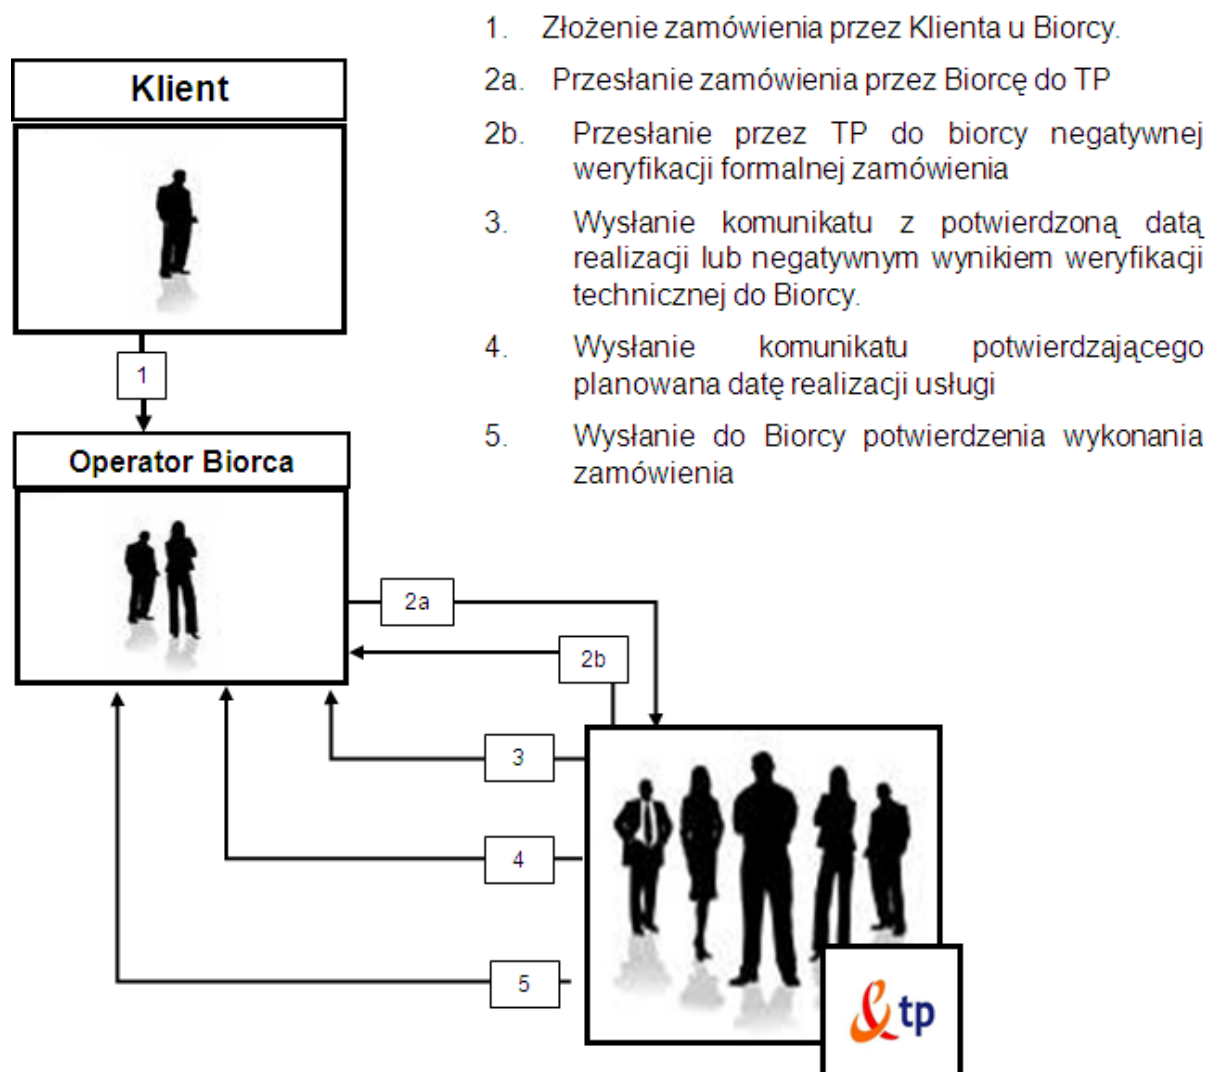 1. Złożenie zamówienia przez Klienta u Biorcy.
2a. Przesłanie zamówienia przez Biorcę do TP
2b. Przesłanie przez TP do biorcy negatywnej
weryfikacji formalnej zamówienia
3. Wysłanie komunikatu z potwierdzoną datą
realizacji lub negatywnym wynikiem weryfikacji
technicznej do Biorcy.
4. Wysłanie komunikatu potwierdzającego
planowana datę realizacji usługi
5. Wysłanie do Biorcy potwierdzenia wykonania
zamówienia
Klient
1
Operator Biorca
2a
2b
3
4
5
tp